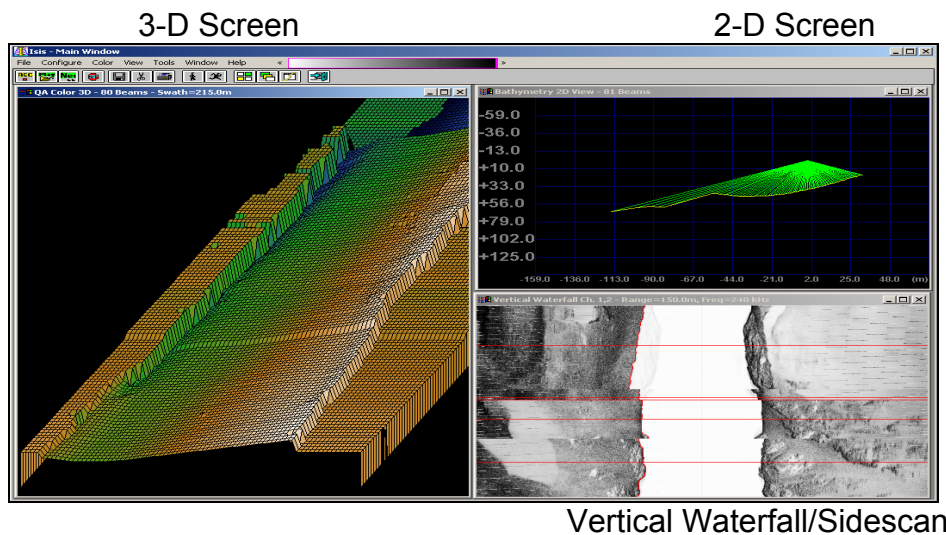 3-D Screen
2-D Screen
Isis - Main Window
File Configure Color View Tools Window Help « »
QA Color 3D - 80 Beams - Swath=215.0m
Bathymetry 2D View - 81 Beams
-59.0
-36.0
-13.0
+10.0
+33.0
+56.0
+79.0
+102.0
+125.0
-159.0 -136.0 -113.0 -90.0 -67.0 -44.0 -21.0 2.0 25.0 48.0 (m)
Vertical Waterfall Ch. 1,2 - Range=150.0m, Freq=240 kHz
Vertical Waterfall/Sidescan